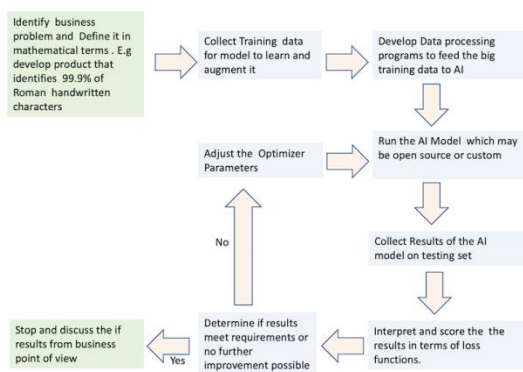 Identify business
problem and Define it in
mathematical terms . E.g
develop product that
identifies 99.9% of
Roman handwritten
characters
Collect Training data
for model to learn and
augment it
Develop Data processing
programs to feed the big
training data to AI
Adjust the Optimizer
Parameters
Run the AI Model which may
be open source or custom
No
Collect Results of the AI
model on testing set
Stop and discuss the if
results from business
point of view
Yes
Determine if results
meet requirements or
no further
improvement possible
Interpret and score the the
results in terms of loss
functions.